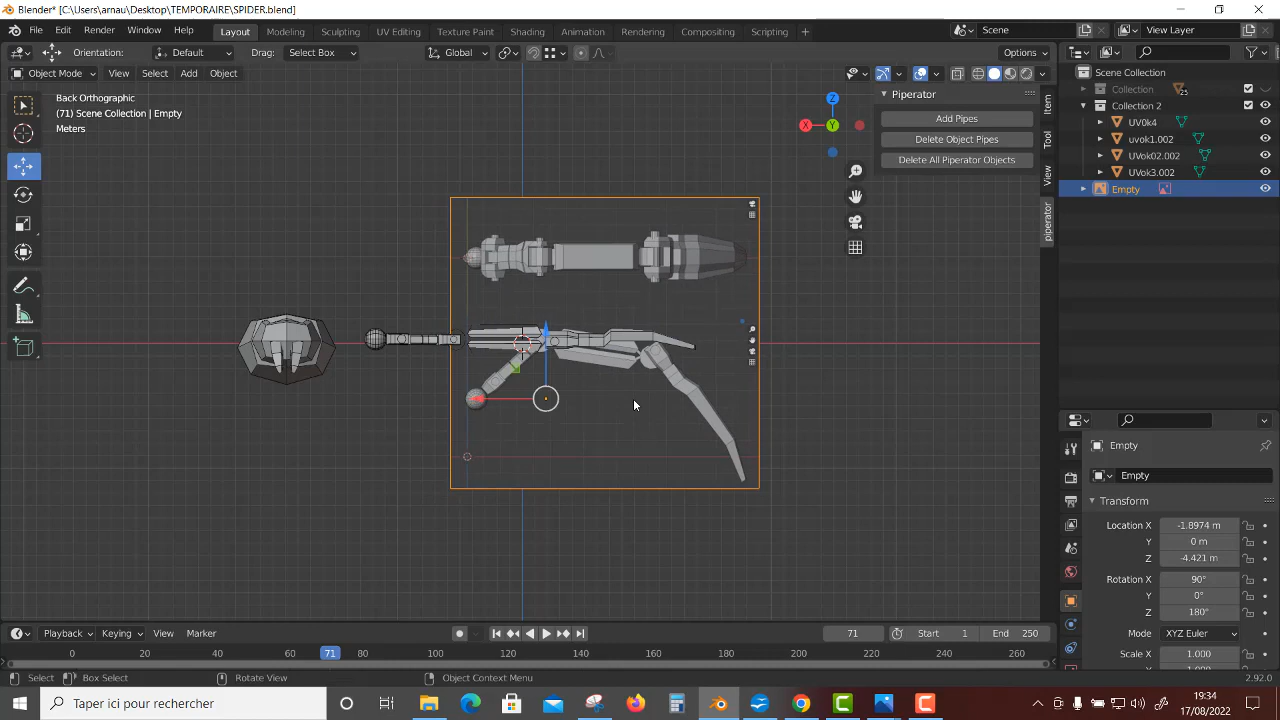 Blender* [C:\Users\arnau\Desktop\TEMPORAIRE\SPIDER.blend]
File Edit Render Window Help Layout Modeling Sculpting UV Editing Texture Paint Shading Animation Rendering Compositing Scripting + Scene View Layer
Orientation: Default Drag: Select Box Global Options
Object Mode View Select Add Object
Back Orthographic
(71) Scene Collection | Empty
Meters
Z
X Y
Piperator
Add Pipes
Delete Object Pipes
Delete All Piperator Objects
Item
Tool
View
piperator
Scene Collection
Collection 25
Collection 2
UV0k4
uvok1.002
UVok02.002
UVok3.002
Empty
Empty
Empty
Transform
Location X -1.8974 m
Y 0 m
Z -4.421 m
Rotation X 90°
Y 0°
Z 180°
Mode XYZ Euler
Scale X 1.000
Playback Keying View Marker 71 Start 1 End 250
0 20 40 60 71 80 100 120 140 160 180 200 220 240 260
Select Box Select Rotate View Object Context Menu 2.92.0
Taper ici pour rechercher
19:34
17/08/2022